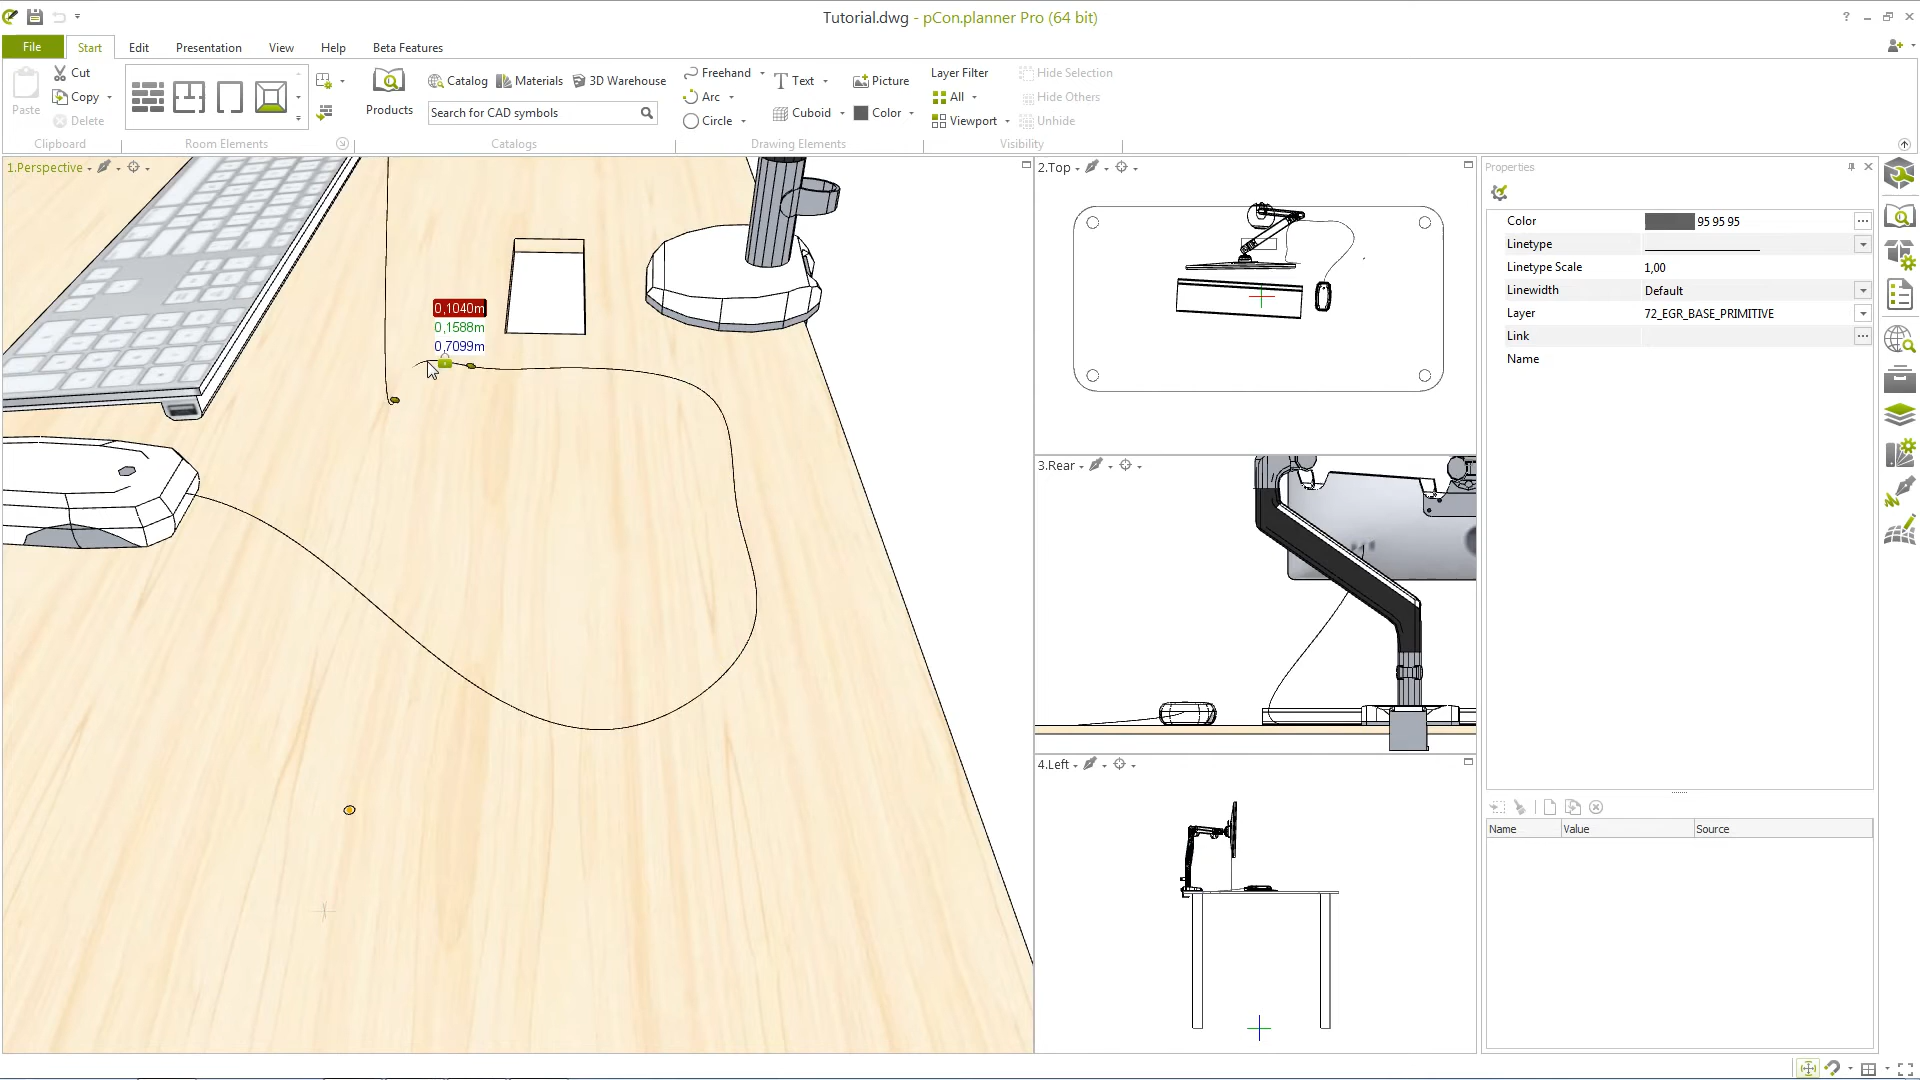 Tutorial.dwg - pCon.planner Pro (64 bit)
?
File Start Edit Presentation View Help Beta Features
Paste
Cut
Copy
Delete
Clipboard
Room Elements
Products
Catalog Materials 3D Warehouse
Search for CAD symbols
Catalogs
Freehand Text Picture
Arc
Cuboid Color
Circle
Drawing Elements
Layer Filter
All
Viewport
Hide Selection
Hide Others
Unhide
Visibility
1.Perspective
0,1040m
0,1588m
0,7099m
2.Top
3.Rear
4.Left
Properties
Color 95 95 95
Linetype
Linetype Scale 1,00
Linewidth Default
Layer 72_EGR_BASE_PRIMITIVE
Link
Name
Name Value Source